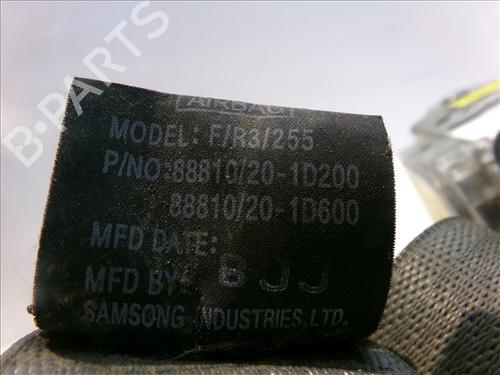 B-PARTS
AIRBAG
MODEL: F/R3/255
P/NO:88810/20-1D200
88810/20-1D600
MFD DATE:
MFD BY: BJJ
SAMSONG INDUSTRIES, LTD.